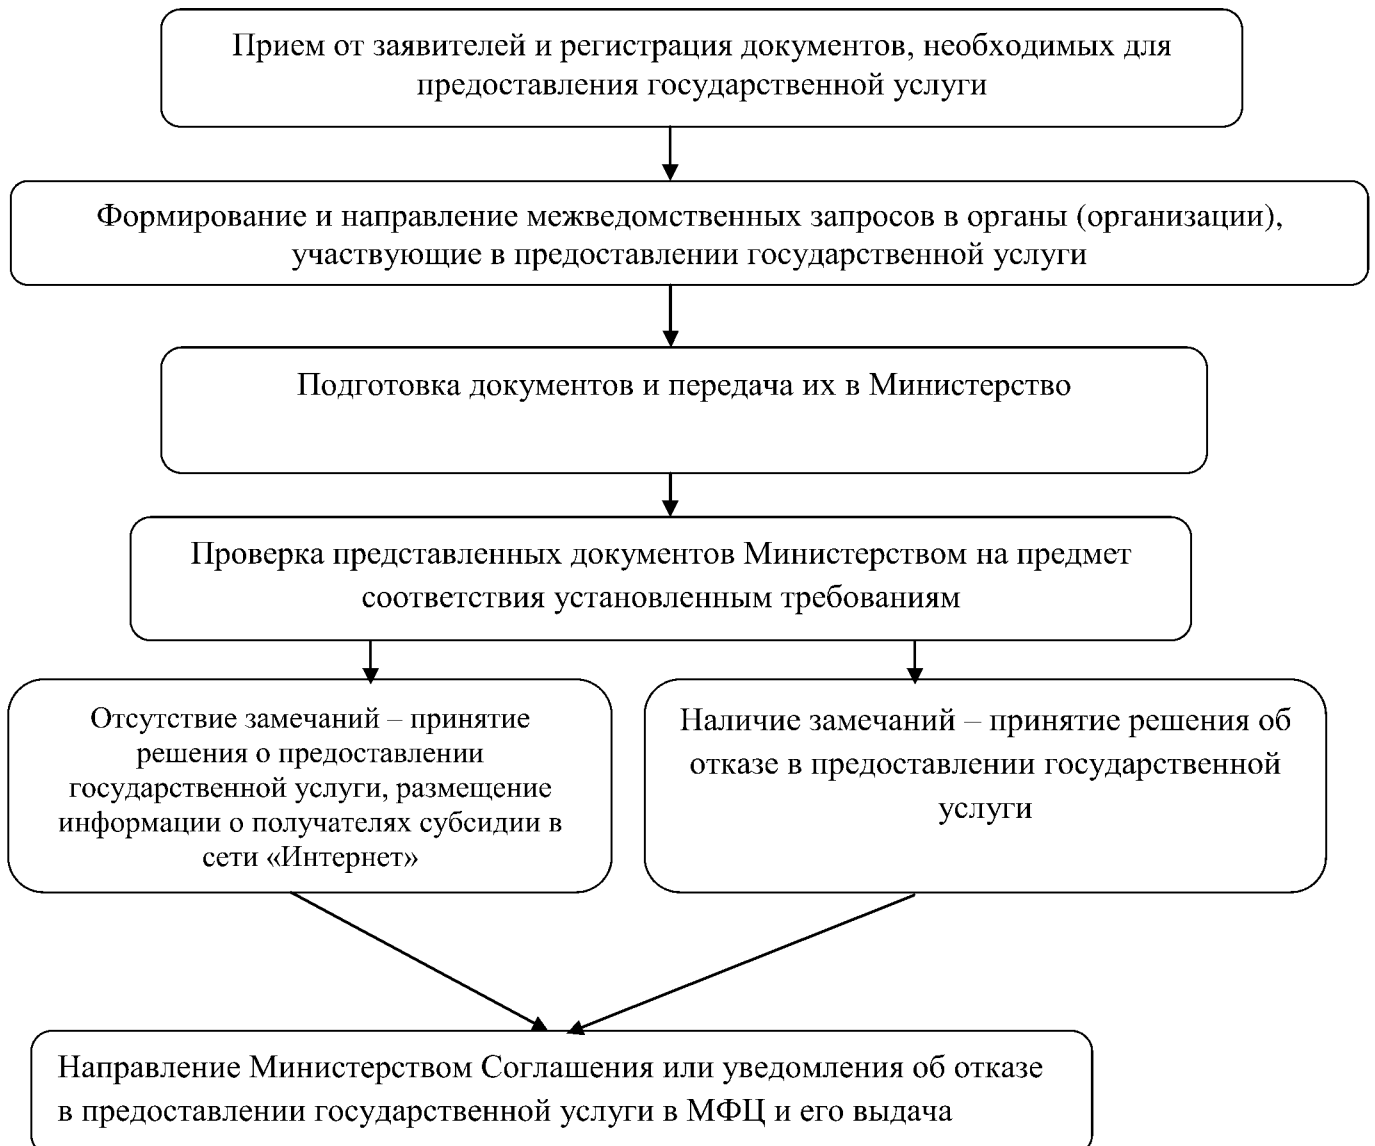 Прием от заявителей и регистрация документов, необходимых для
предоставления государственной услуги
Формирование и направление межведомственных запросов в органы (организации),
участвующие в предоставлении государственной услуги
Подготовка документов и передача их в Министерство
Проверка представленных документов Министерством на предмет
соответствия установленным требованиям
Отсутствие замечаний – принятие
решения о предоставлении
государственной услуги, размещение
информации о получателях субсидии в
сети «Интернет»
Наличие замечаний – принятие решения об
отказе в предоставлении государственной
услуги
Направление Министерством Соглашения или уведомления об отказе
в предоставлении государственной услуги в МФЦ и его выдача